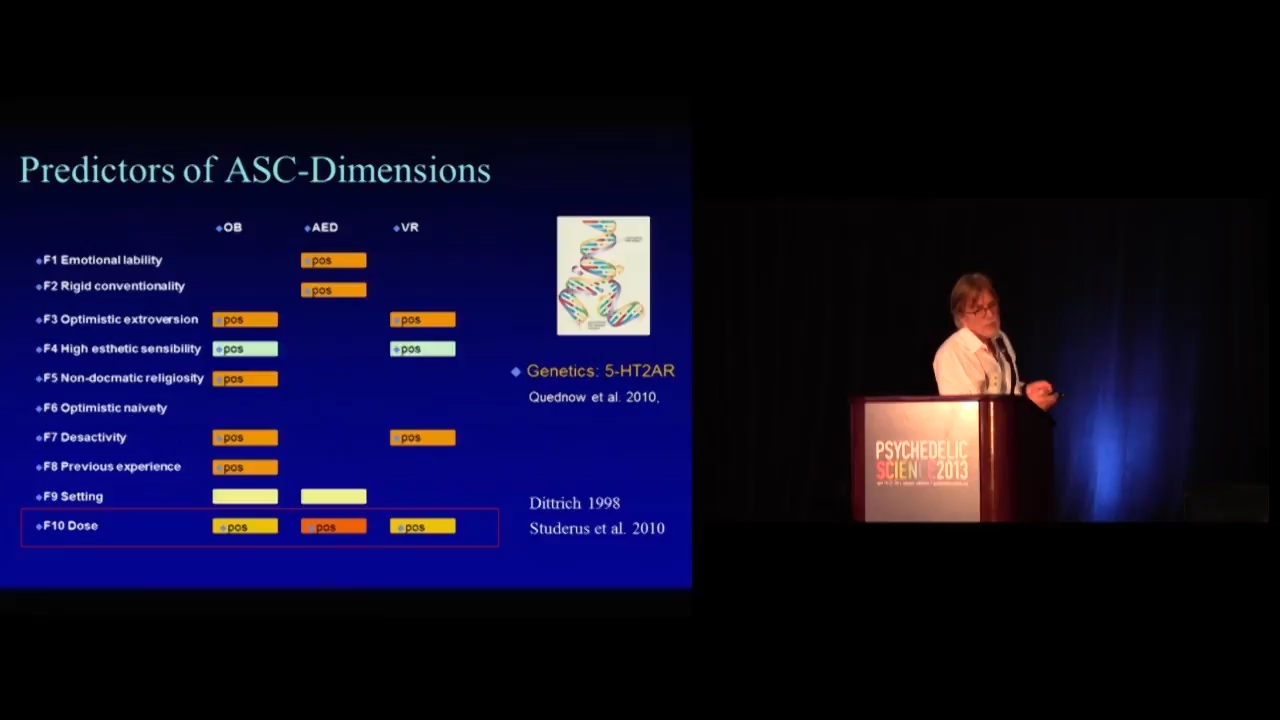 Predictors of ASC-Dimensions
OB AED VR
F1 Emotional lability pos
F2 Rigid conventionality pos
F3 Optimistic extroversion pos pos
F4 High esthetic sensibility pos pos
F5 Non-docmatic religiosity pos
F6 Optimistic naivety
F7 Desactivity pos pos
F8 Previous experience pos
F9 Setting
F10 Dose pos pos pos
Genetics: 5-HT2AR
Quednow et al. 2010,
Dittrich 1998
Studerus et al. 2010
PSYCHEDELIC
SCIENCE2013